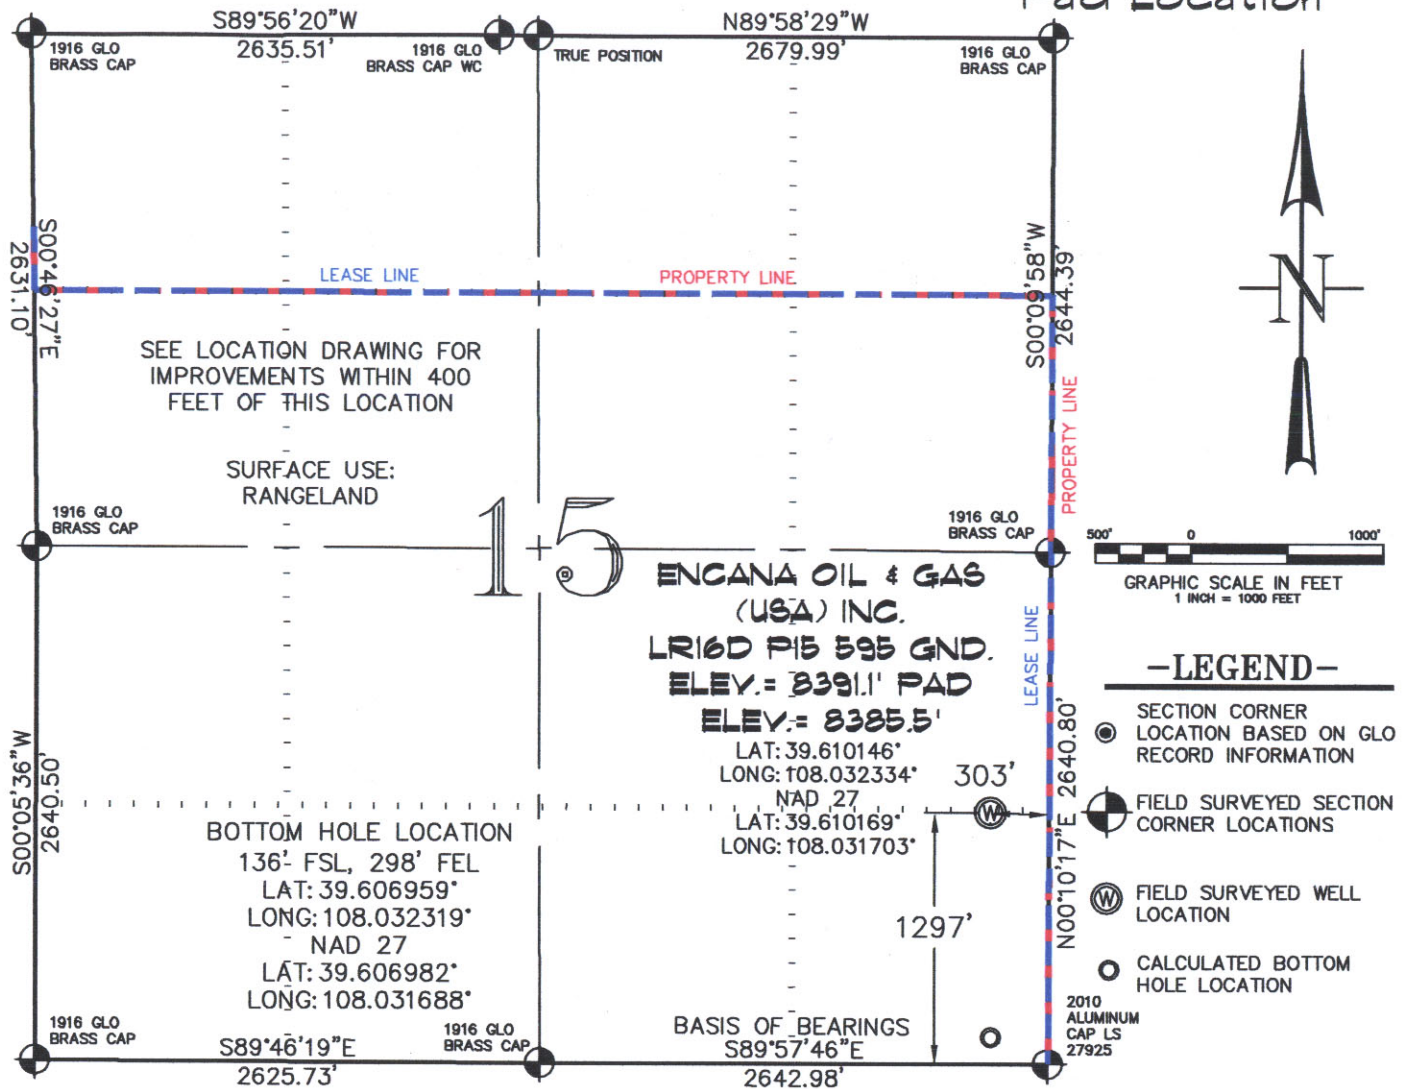 Pad Location
S89°56'20"W
2635.51'
N89°58'29"W
2679.99'
1916 GLO
BRASS CAP
1916 GLO
BRASS CAP WC
TRUE POSITION
1916 GLO
BRASS CAP
S00°46'27"E
2631.10'
LEASE LINE
PROPERTY LINE
S00°09'58"W
2644.39'
N
SEE LOCATION DRAWING FOR
IMPROVEMENTS WITHIN 400
FEET OF THIS LOCATION
PROPERTY LINE
SURFACE USE:
RANGELAND
1916 GLO
BRASS CAP
15
1916 GLO
BRASS CAP
500'
0
1000'
GRAPHIC SCALE IN FEET
1 INCH = 1000 FEET
ENCANA OIL & GAS
(USA) INC.
LR16D P15 595 GND.
ELEV.= 8391.1' PAD
ELEV.= 8385.5'
LAT: 39.610146°
LONG: 108.032334°
NAD 27
LAT: 39.610169°
LONG: 108.031703°
LEASE LINE
303'
S00°05'36"W
2640.50'
N00°10'17"E
2640.80'
1297'
BOTTOM HOLE LOCATION
136' FSL, 298' FEL
LAT: 39.606959°
LONG: 108.032319°
NAD 27
LAT: 39.606982°
LONG: 108.031688°
-LEGEND-
SECTION CORNER
LOCATION BASED ON GLO
RECORD INFORMATION
FIELD SURVEYED SECTION
CORNER LOCATIONS
W
W
FIELD SURVEYED WELL
LOCATION
CALCULATED BOTTOM
HOLE LOCATION
1916 GLO
BRASS CAP
1916 GLO
BRASS CAP
S89°46'19"E
2625.73'
BASIS OF BEARINGS
S89°57'46"E
2642.98'
2010
ALUMINUM
CAP LS
27925